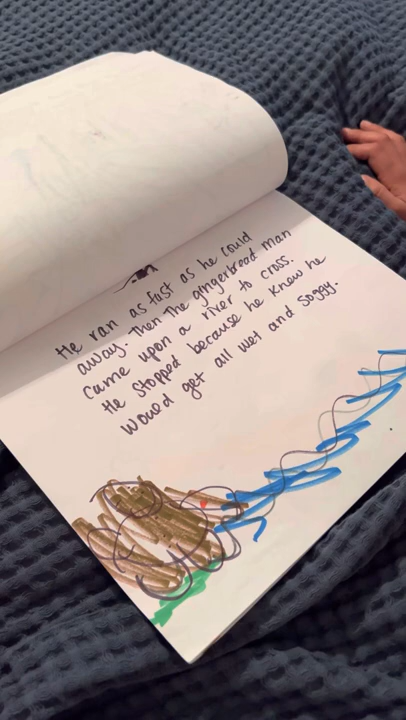 He ran as fast as he could
away. Then the gingerbread man
came upon a river to cross.
He stopped because he knew he
would get all wet and soggy.